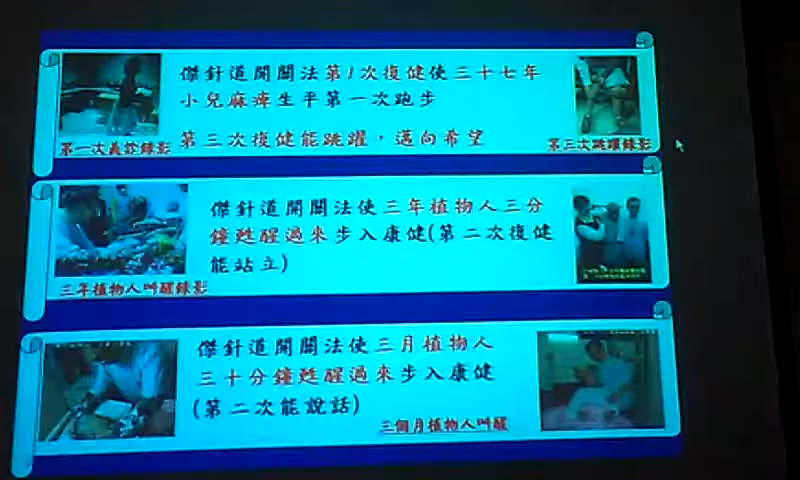 傑針道開關法第1次復健使三十七年
小兒麻痺生平第一次跑步
第三次復健能跳躍，邁向希望
第一次義診錄影
第三次跳躍錄影
傑針道開關法使三年植物人三分
鐘甦醒過來步入康健(第二次復健
能站立)
三年植物人叫醒錄影
傑針道開關法使三月植物人
三十分鐘甦醒過來步入康健
(第二次能說話)
三個月植物人叫醒